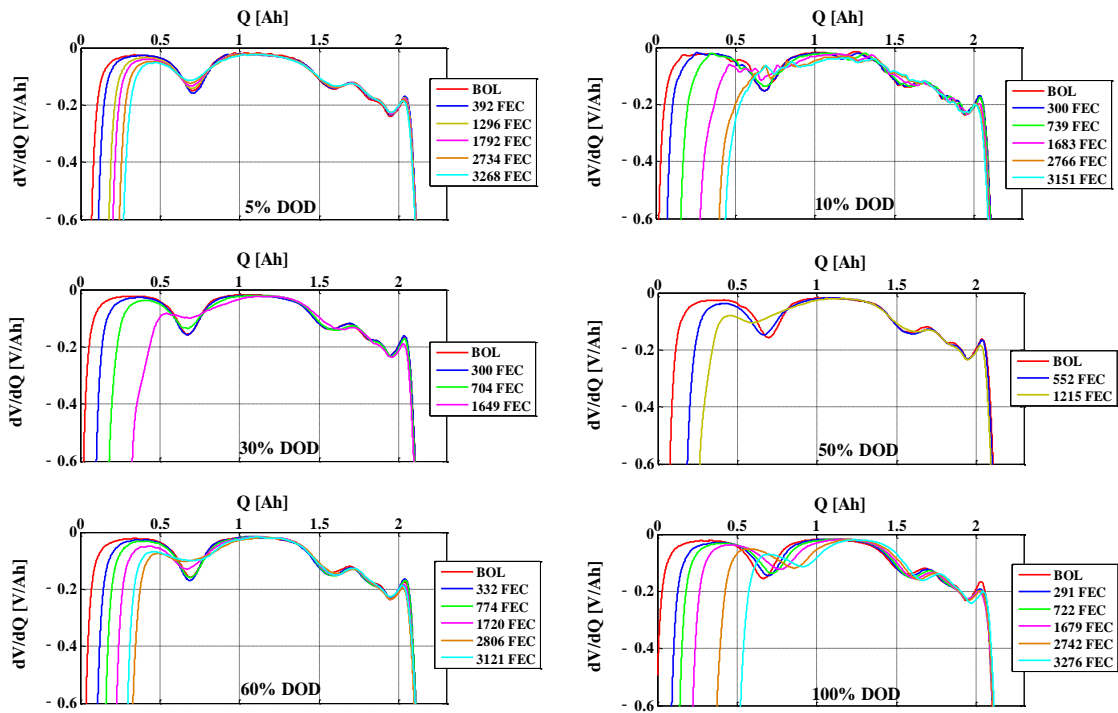 Q [Ah]
0 0.5 1 1.5 2
dV/dQ [V/Ah]
0
- 0.2
- 0.4
- 0.6
BOL
392 FEC
1296 FEC
1792 FEC
2734 FEC
3268 FEC
5% DOD
Q [Ah]
0 0.5 1 1.5 2
dV/dQ [V/Ah]
0
- 0.2
- 0.4
- 0.6
BOL
300 FEC
739 FEC
1683 FEC
2766 FEC
3151 FEC
10% DOD
Q [Ah]
0 0.5 1 1.5 2
dV/dQ [V/Ah]
0
- 0.2
- 0.4
- 0.6
BOL
300 FEC
704 FEC
1649 FEC
30% DOD
Q [Ah]
0 0.5 1 1.5 2
dV/dQ [V/Ah]
0
- 0.2
- 0.4
- 0.6
BOL
552 FEC
1215 FEC
50% DOD
Q [Ah]
0 0.5 1 1.5 2
dV/dQ [V/Ah]
0
- 0.2
- 0.4
- 0.6
BOL
332 FEC
774 FEC
1720 FEC
2806 FEC
3121 FEC
60% DOD
Q [Ah]
0 0.5 1 1.5 2
dV/dQ [V/Ah]
0
- 0.2
- 0.4
- 0.6
BOL
291 FEC
722 FEC
1679 FEC
2742 FEC
3276 FEC
100% DOD